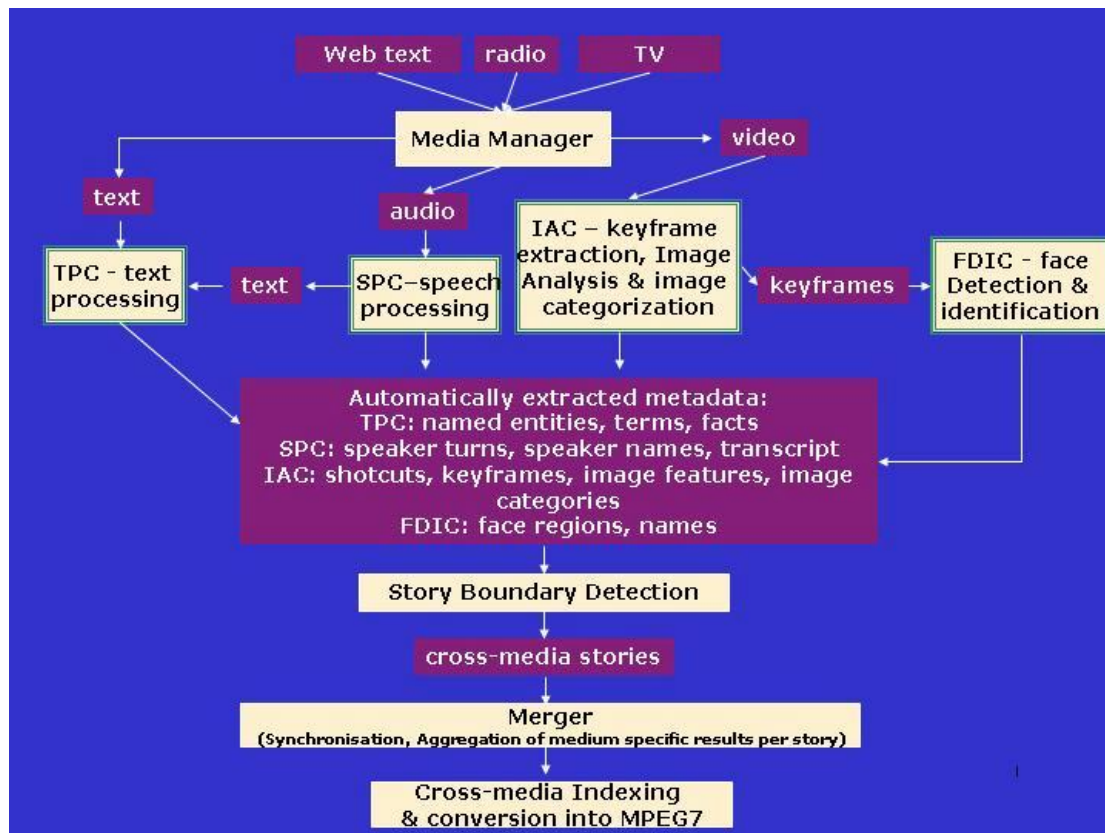 Web text
radio
TV
Media Manager
video
text
audio
IAC – keyframe
extraction, Image
Analysis & image
categorization
TPC - text
processing
text
SPC–speech
processing
keyframes
FDIC - face
Detection &
identification
Automatically extracted metadata:
TPC: named entities, terms, facts
SPC: speaker turns, speaker names, transcript
IAC: shotcuts, keyframes, image features, image
categories
FDIC: face regions, names
Story Boundary Detection
cross-media stories
Merger
(Synchronisation, Aggregation of medium specific results per story)
Cross-media Indexing
& conversion into MPEG7